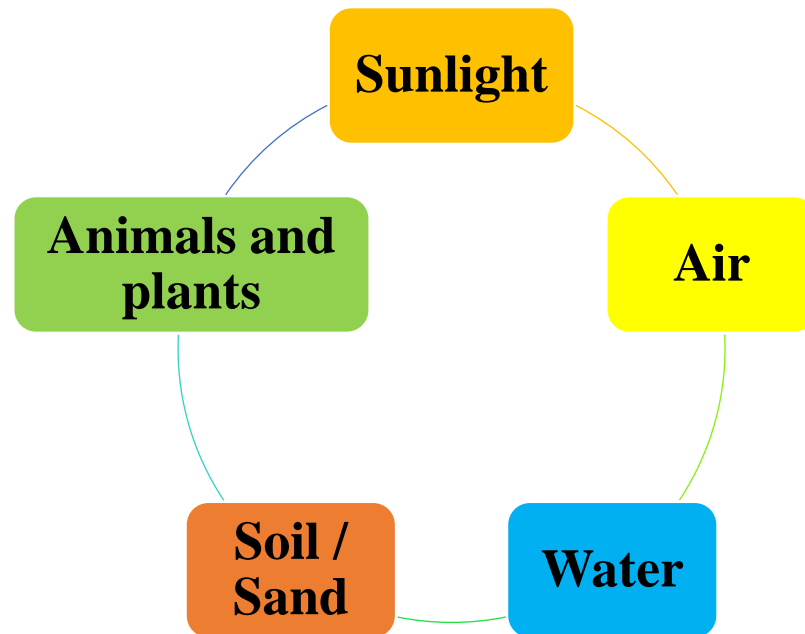 Sunlight
Air
Water
Soil /
Sand
Animals and
plants